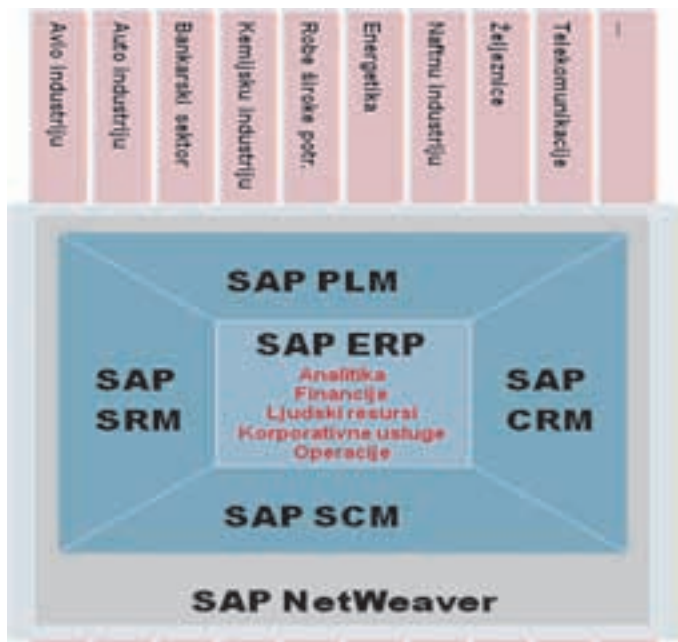 Avio industriju
Auto industriju
Bankarski sektor
Kemijsku industriju
Robe široke potr.
Energetika
Naftnu industriju
Željeznice
Telekomunikacije
...
SAP PLM
SAP ERP
Analitika
Financije
Ljudski resursi
Korporativne usluge
Operacije
SAP
SRM
SAP
CRM
SAP SCM
SAP NetWeaver